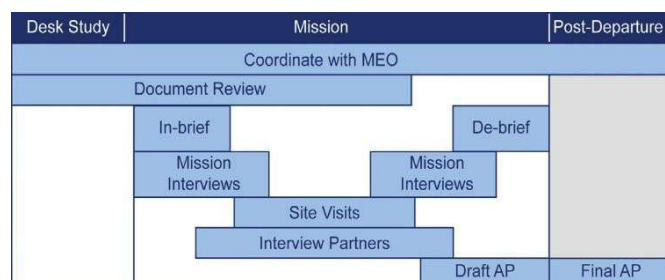 Desk Study Mission Post-Departure
Coordinate with MEO
Document Review
In-brief De-brief
Mission Mission
Interviews Interviews
Site Visits
Interview Partners
Draft AP Final AP